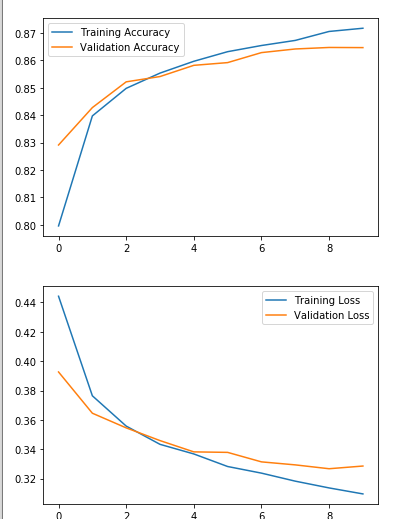 0.87
0.86
0.85
0.84
0.83
0.82
0.81
0.80
Training Accuracy
Validation Accuracy
0 2 4 6 8
0.44
0.42
0.40
0.38
0.36
0.34
0.32
Training Loss
Validation Loss
0 2 4 6 8